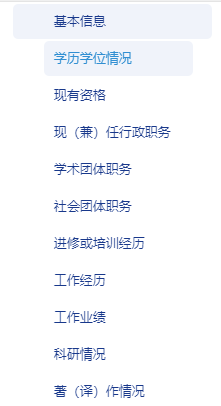 基本信息
学历学位情况
现有资格
现（兼）任行政职务
学术团体职务
社会团体职务
进修或培训经历
工作经历
工作业绩
科研情况
著（译）作情况